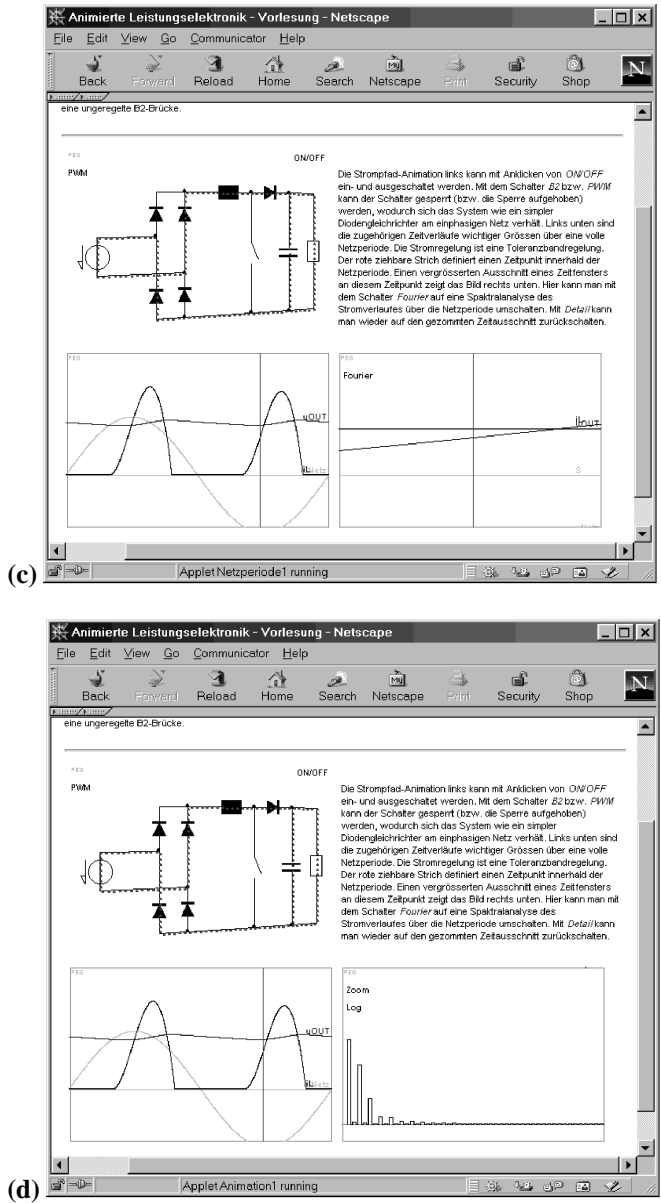 Animierte Leistungselektronik - Vorlesung - Netscape
File Edit View Go Communicator Help
Back Forward Reload Home Search Netscape Print Security Shop
My
N
eine ungeregelte B2-Brücke.
PEG
ON/OFF
PWM
Die Strompfad-Animation links kann mit Anklicken von ON/OFF
ein- und ausgeschaltet werden. Mit dem Schalter B2 bzw. PWM
kann der Schalter gesperrt (bzw. die Sperre aufgehoben)
werden, wodurch sich das System wie ein simpler
Diodengleichrichter am einphasigen Netz verhält. Links unten sind
die zugehörigen Zeitverläufe wichtiger Grössen über eine volle
Netzperiode. Die Stromregelung ist eine Toleranzbandregelung.
Der rote ziehbare Strich definiert einen Zeitpunkt innerhalb der
Netzperiode. Einen vergrösserten Ausschnitt eines Zeitfensters
an diesem Zeitpunkt zeigt das Bild rechts unten. Hier kann man mit
dem Schalter Fourier auf eine Spaktralanalyse des
Stromverlaufes über die Netzperiode umschalten. Mit Detail kann
man wieder auf den gezommten Zeitausschnitt zurückschalten.
PEG
uOUT
iL
PEG
Fourier
S
(c)
Applet Netzperiode1 running
Animierte Leistungselektronik - Vorlesung - Netscape
File Edit View Go Communicator Help
Back Forward Reload Home Search Netscape Print Security Shop
My
N
eine ungeregelte B2-Brücke.
PEG
ON/OFF
PWM
Die Strompfad-Animation links kann mit Anklicken von ON/OFF
ein- und ausgeschaltet werden. Mit dem Schalter B2 bzw. PWM
kann der Schalter gesperrt (bzw. die Sperre aufgehoben)
werden, wodurch sich das System wie ein simpler
Diodengleichrichter am einphasigen Netz verhält. Links unten sind
die zugehörigen Zeitverläufe wichtiger Grössen über eine volle
Netzperiode. Die Stromregelung ist eine Toleranzbandregelung.
Der rote ziehbare Strich definiert einen Zeitpunkt innerhalb der
Netzperiode. Einen vergrösserten Ausschnitt eines Zeitfensters
an diesem Zeitpunkt zeigt das Bild rechts unten. Hier kann man mit
dem Schalter Fourier auf eine Spaktralanalyse des
Stromverlaufes über die Netzperiode umschalten. Mit Detail kann
man wieder auf den gezommten Zeitausschnitt zurückschalten.
PEG
uOUT
iL
PEG
Zoom
Log
(d)
Applet Animation1 running